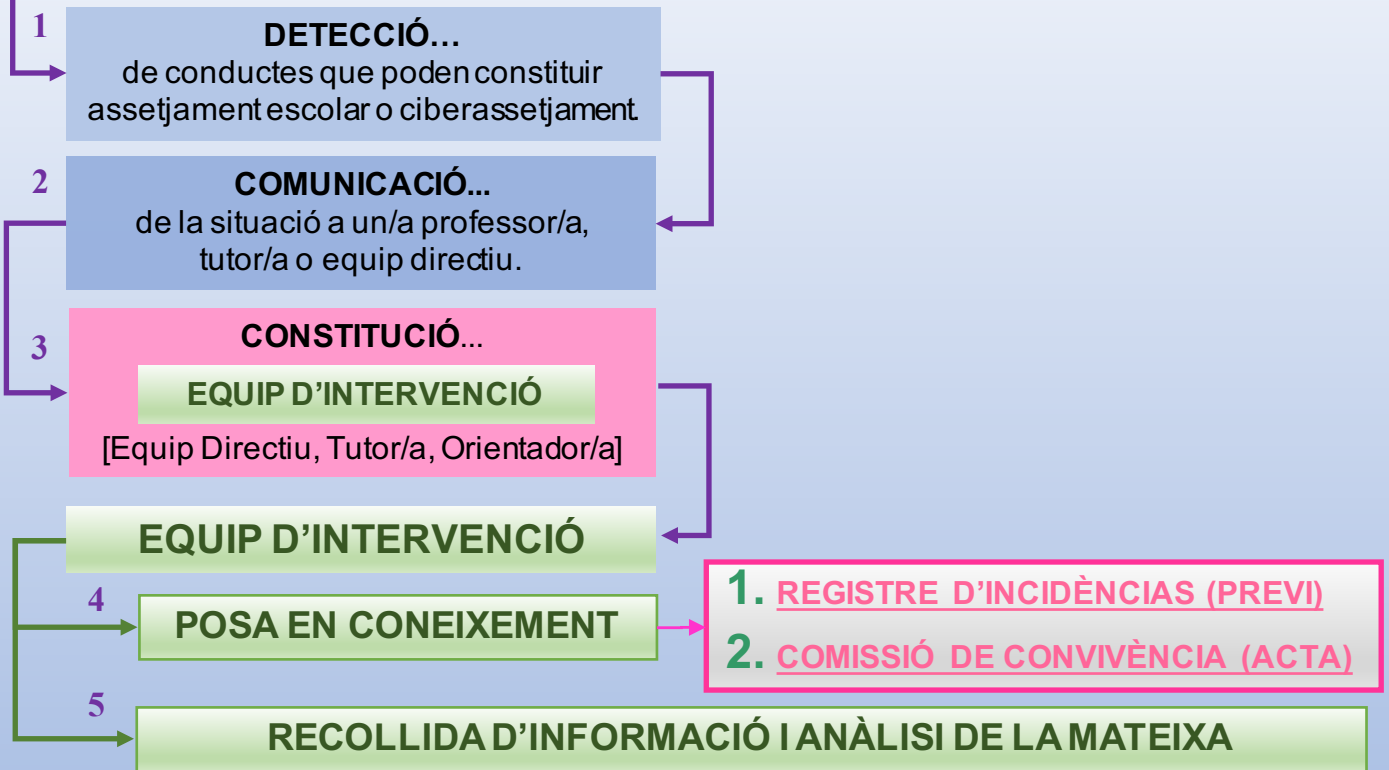 1
DETECCIÓ…
de conductes que poden constituir
assetjament escolar o ciberassetjament.
2
COMUNICACIÓ...
de la situació a un/a professor/a,
tutor/a o equip directiu.
3
CONSTITUCIÓ...
EQUIP D’INTERVENCIÓ
[Equip Directiu, Tutor/a, Orientador/a]
EQUIP D’INTERVENCIÓ
4
POSA EN CONEIXEMENT
1. REGISTRE D’INCIDÈNCIAS (PREVI)
2. COMISSIÓ DE CONVIVÈNCIA (ACTA)
5
RECOLLIDA D’INFORMACIÓ I ANÀLISI DE LA MATEIXA